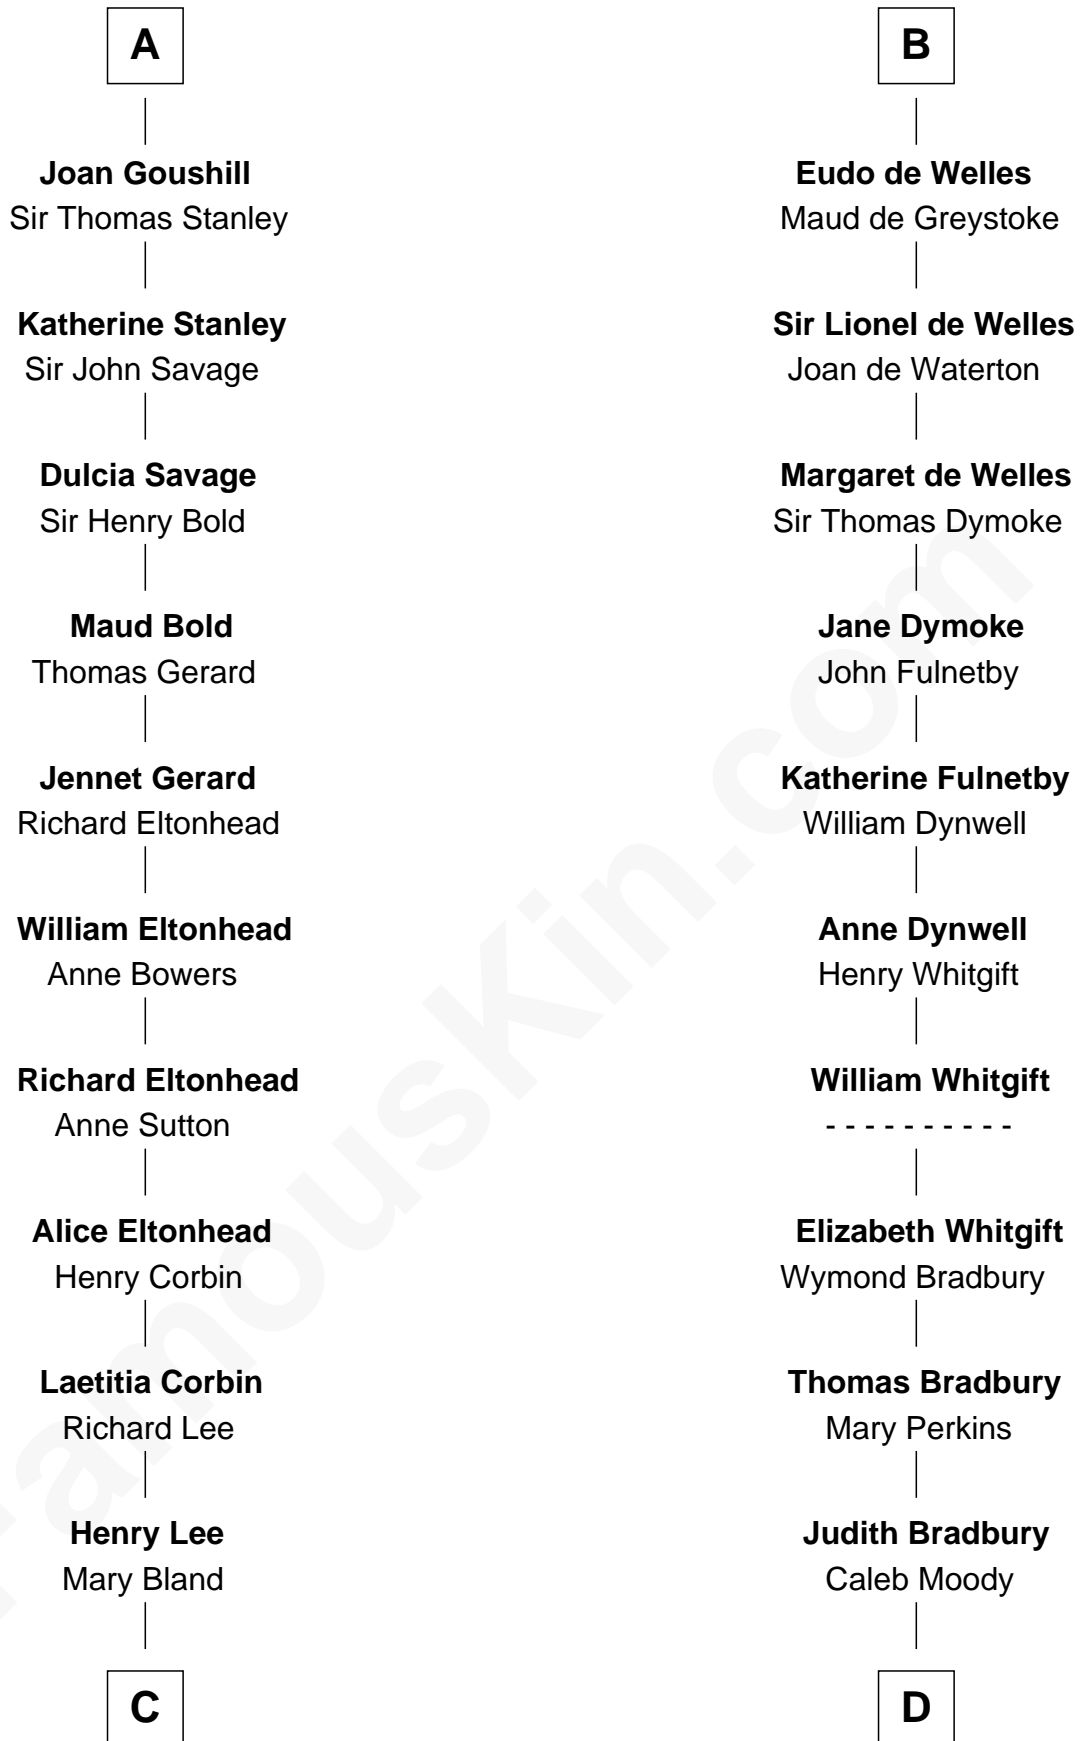 A
Joan Goushill
Sir Thomas Stanley
Katherine Stanley
Sir John Savage
Dulcia Savage
Sir Henry Bold
Maud Bold
Thomas Gerard
Jennet Gerard
Richard Eltonhead
William Eltonhead
Anne Bowers
Richard Eltonhead
Anne Sutton
Alice Eltonhead
Henry Corbin
Laetitia Corbin
Richard Lee
Henry Lee
Mary Bland
C
B
Eudo de Welles
Maud de Greystoke
Sir Lionel de Welles
Joan de Waterton
Margaret de Welles
Sir Thomas Dymoke
Jane Dymoke
John Fulnetby
Katherine Fulnetby
William Dynwell
Anne Dynwell
Henry Whitgift
William Whitgift
- - - - - - - - - -
Elizabeth Whitgift
Wymond Bradbury
Thomas Bradbury
Mary Perkins
Judith Bradbury
Caleb Moody
D
FamousKin.com